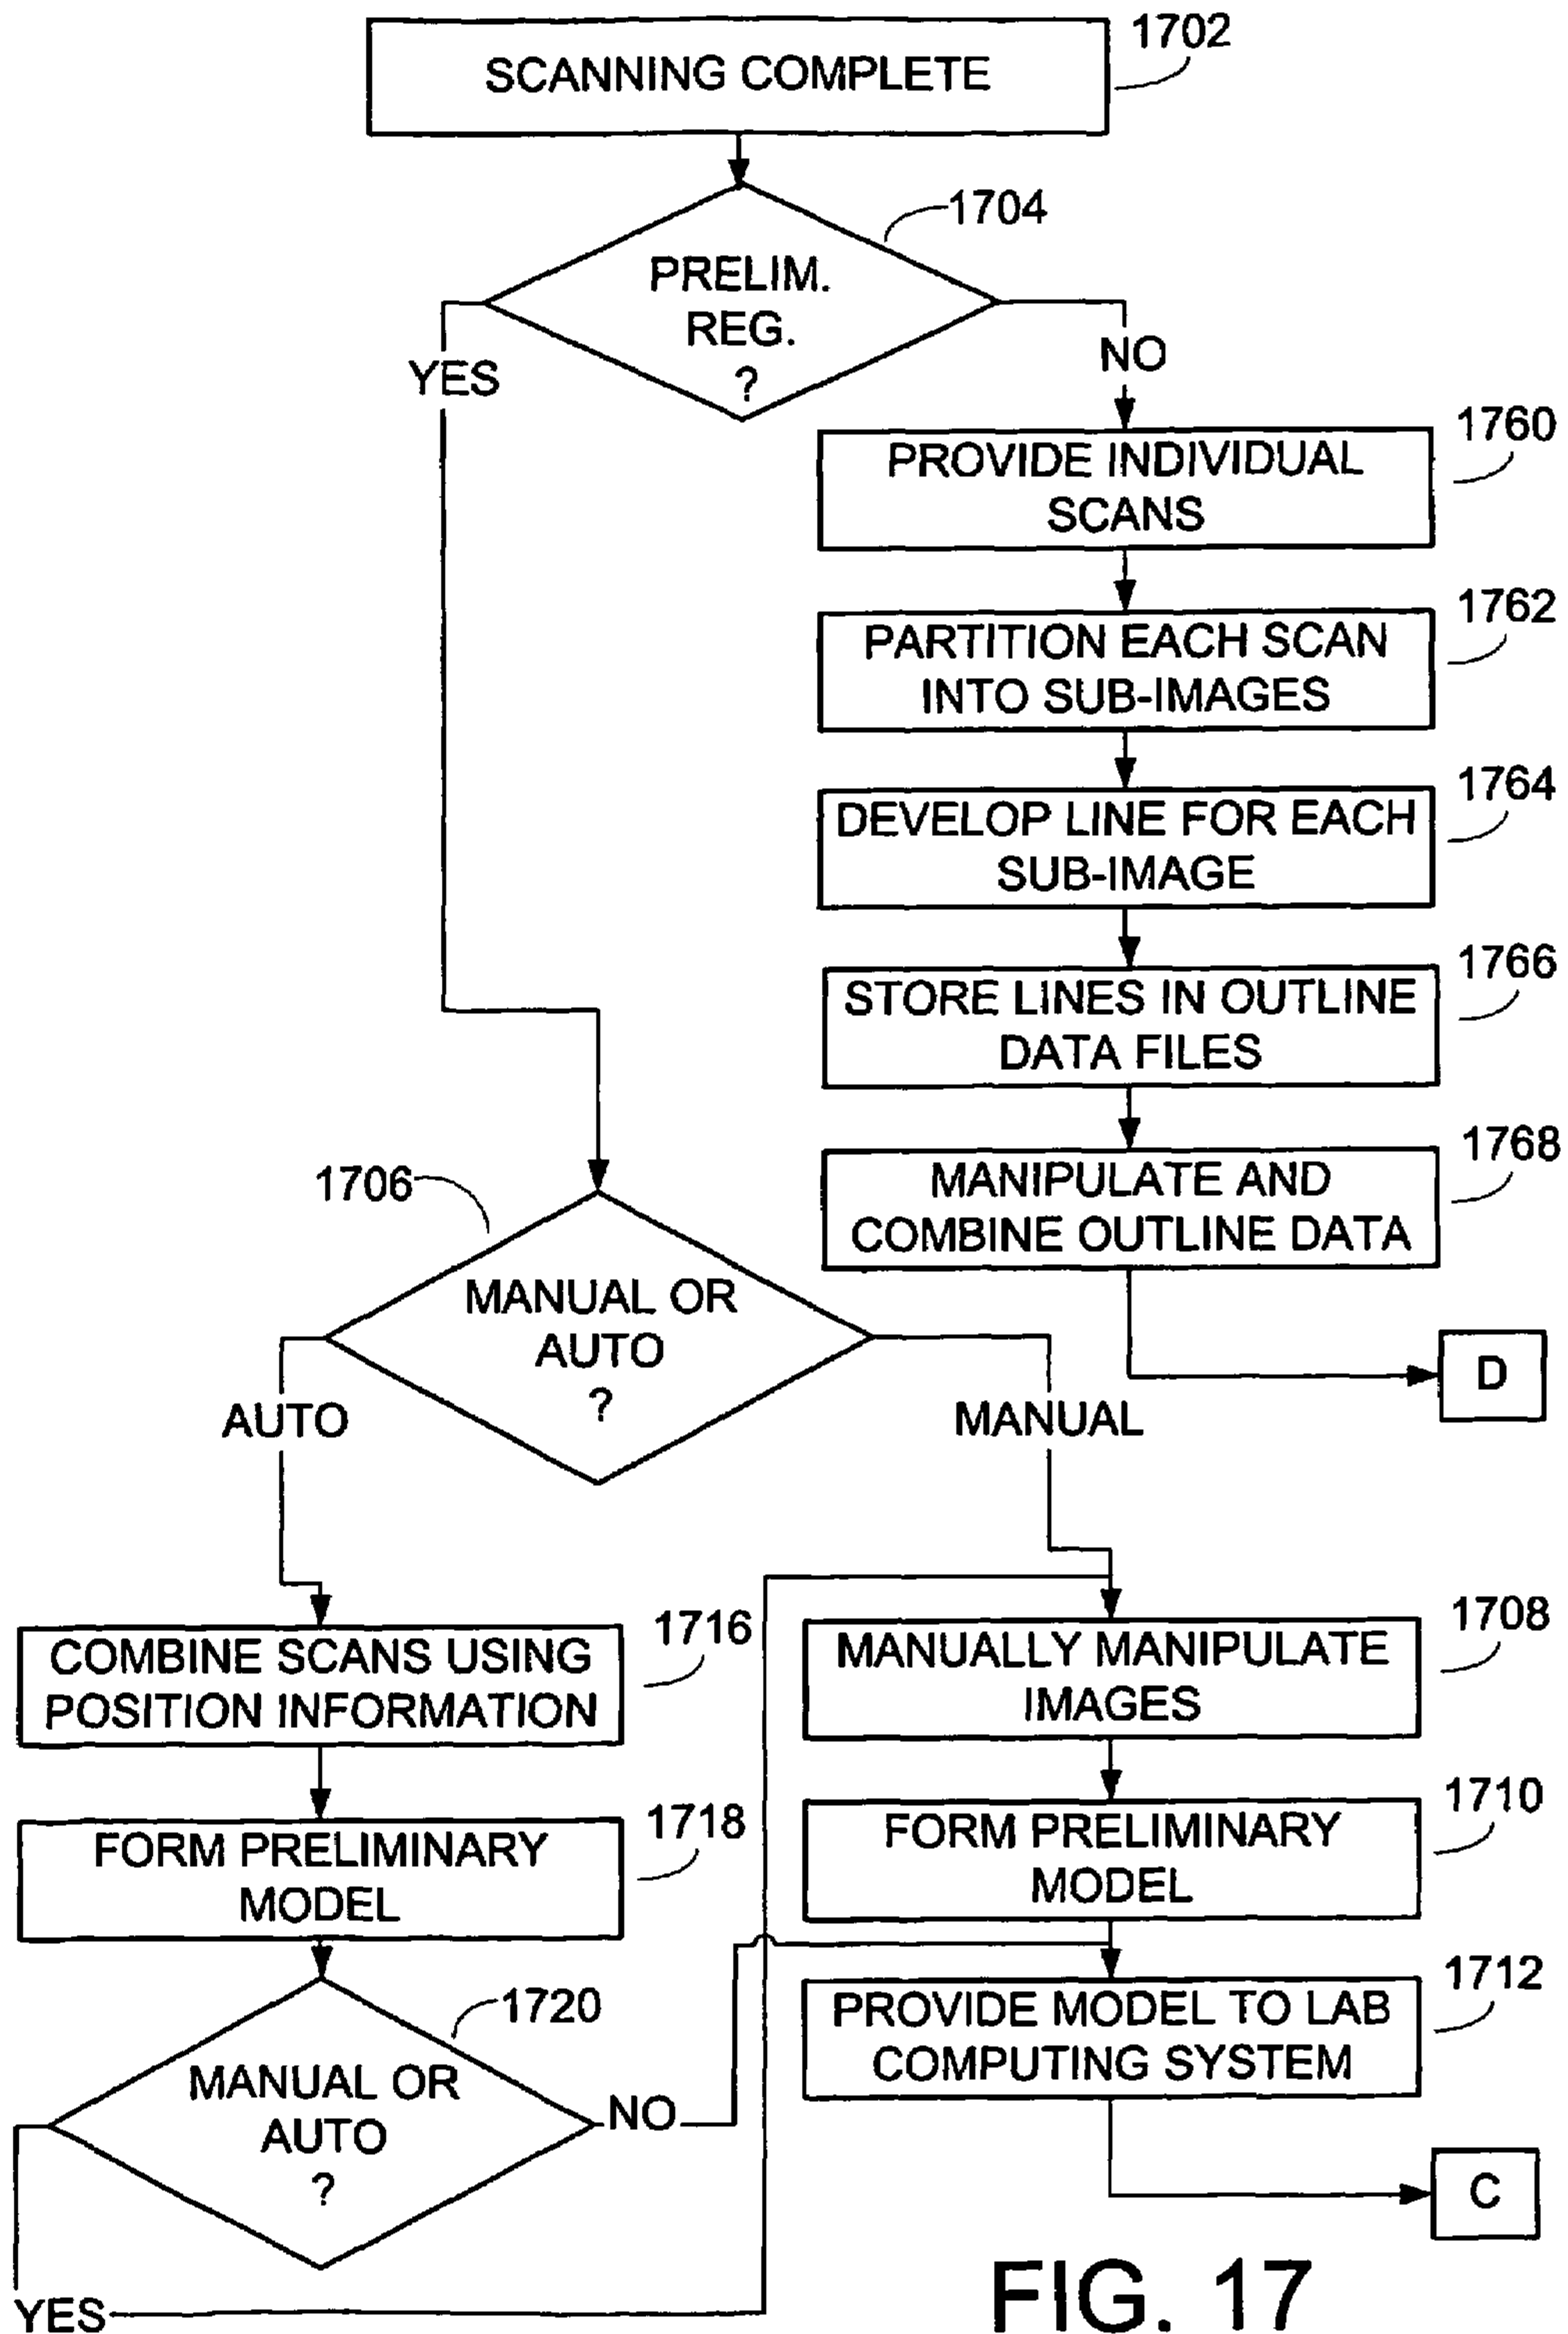 1702
SCANNING COMPLETE
1704
PRELIM.
REG.
?
YES
NO
1760
PROVIDE INDIVIDUAL
SCANS
1762
PARTITION EACH SCAN
INTO SUB-IMAGES
1764
DEVELOP LINE FOR EACH
SUB-IMAGE
1766
STORE LINES IN OUTLINE
DATA FILES
1768
MANIPULATE AND
COMBINE OUTLINE DATA
D
1706
MANUAL OR
AUTO
?
AUTO
MANUAL
1716
COMBINE SCANS USING
POSITION INFORMATION
1708
MANUALLY MANIPULATE
IMAGES
1718
FORM PRELIMINARY
MODEL
1710
FORM PRELIMINARY
MODEL
1720
MANUAL OR
AUTO
?
NO
YES
1712
PROVIDE MODEL TO LAB
COMPUTING SYSTEM
C
FIG. 17